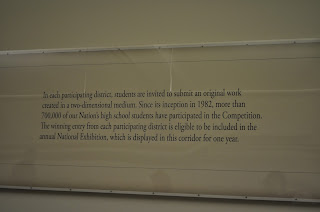 In each participating district, students are invited to submit an original work
created in a two-dimensional medium. Since its inception in 1982, more than
700,000 of our Nation's high school students have participated in the Competition.
The winning entry from each participating district is eligible to be included in the
annual National Exhibition, which is displayed in this corridor for one year.